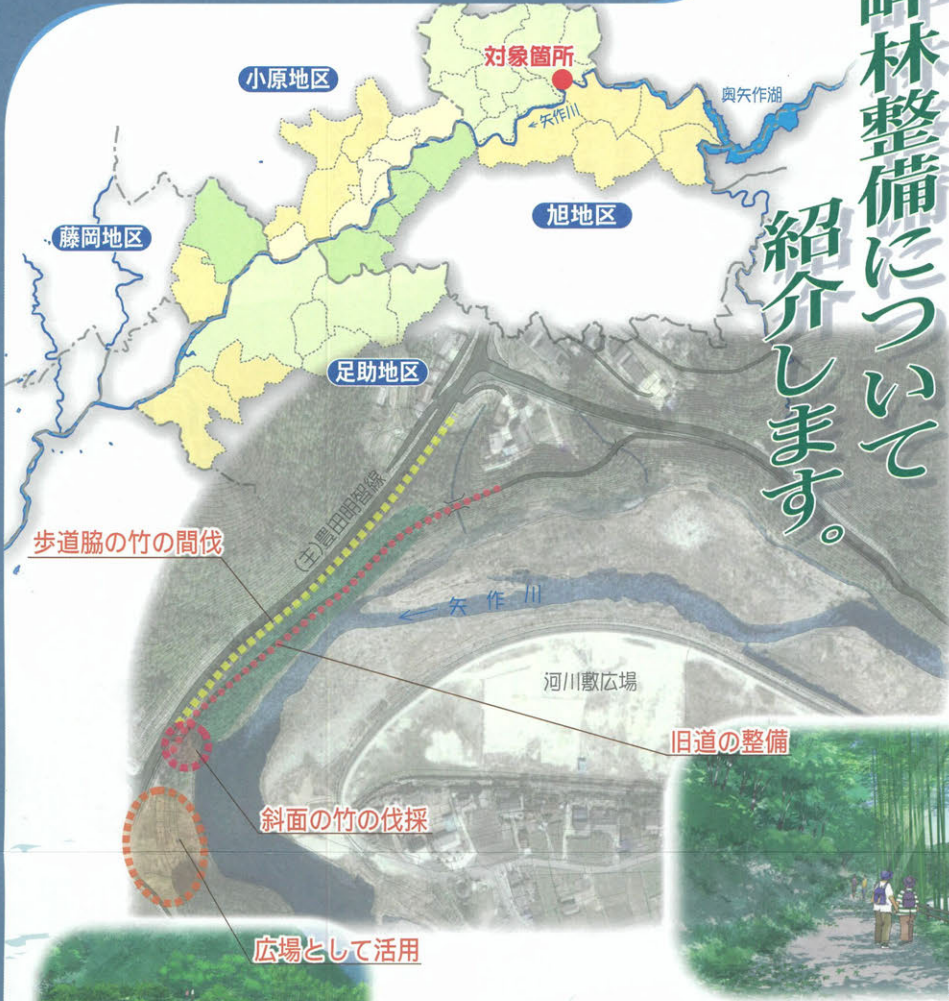 畔林整備について
紹介します。
対象箇所
小原地区
奥矢作湖
←矢作川
旭地区
藤岡地区
足助地区
(主)豊田明智線
歩道脇の竹の間伐
←矢作川
河川敷広場
旧道の整備
斜面の竹の伐採
広場として活用